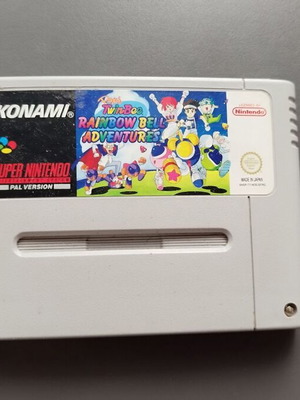 KONAMI
TwinBee
RAINBOW BELL
ADVENTURES
Nintendo
SUPER NINTENDO
PAL VERSION
MADE IN JAPAN